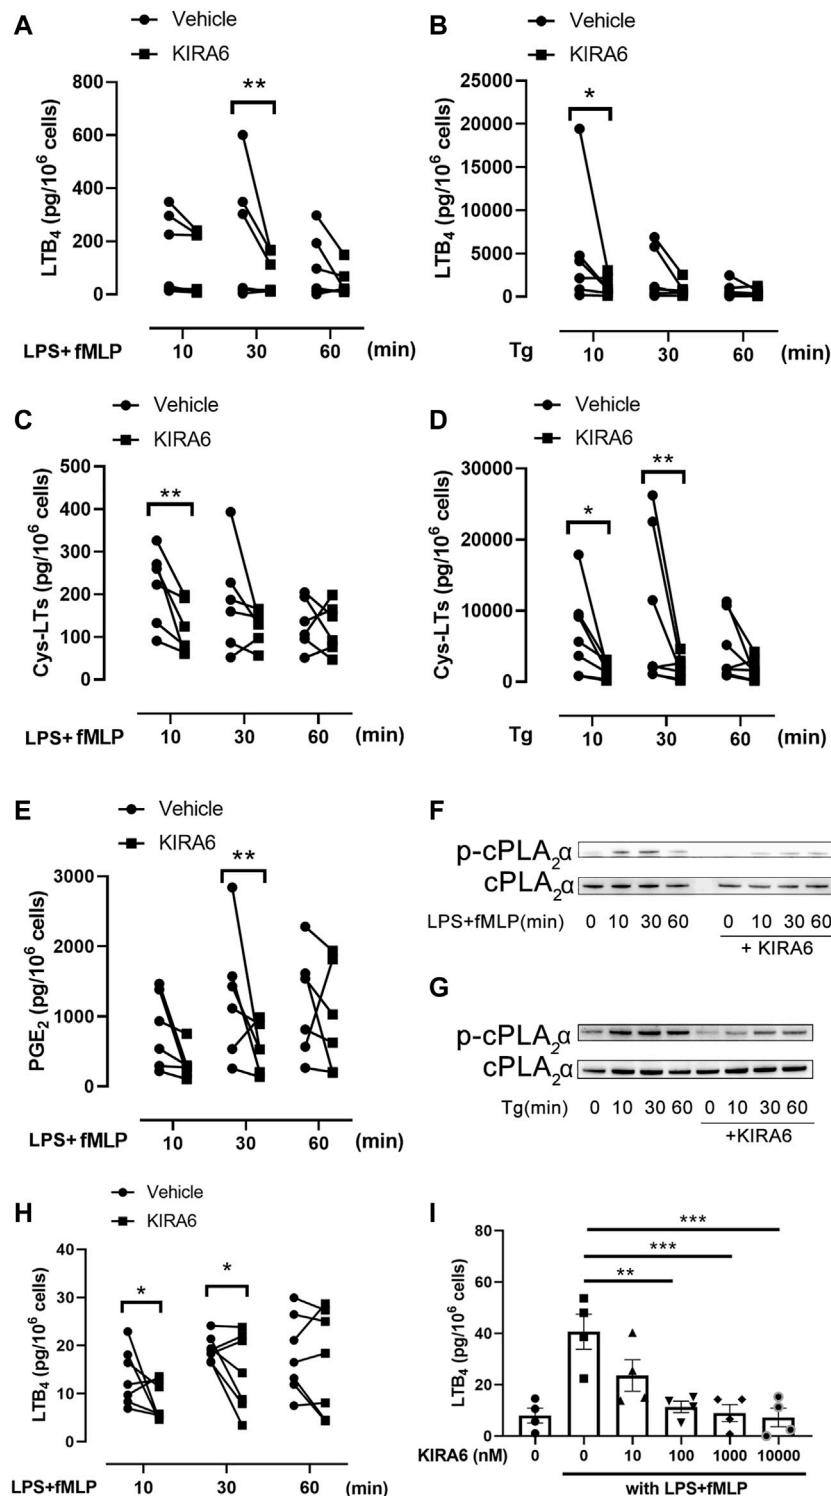 A
Vehicle
KIRA6
LTB4 (pg/10^6 cells)
800
600
400
200
0
**
LPS+fMLP 10 30 60 (min)
B
Vehicle
KIRA6
LTB4 (pg/10^6 cells)
25000
20000
15000
10000
5000
0
*
Tg 10 30 60 (min)
C
Vehicle
KIRA6
Cys-LTs (pg/10^6 cells)
500
400
300
200
100
0
**
LPS+fMLP 10 30 60 (min)
D
Vehicle
KIRA6
Cys-LTs (pg/10^6 cells)
30000
20000
10000
0
*
**
Tg 10 30 60 (min)
E
Vehicle
KIRA6
PGE2 (pg/10^6 cells)
3000
2000
1000
0
**
LPS+fMLP 10 30 60 (min)
F
p-cPLA2α
cPLA2α
LPS+fMLP(min) 0 10 30 60 0 10 30 60
+ KIRA6
G
p-cPLA2α
cPLA2α
Tg(min) 0 10 30 60 0 10 30 60
+KIRA6
H
Vehicle
KIRA6
LTB4 (pg/10^6 cells)
40
30
20
10
0
*
*
LPS+fMLP 10 30 60 (min)
I
LTB4 (pg/10^6 cells)
80
60
40
20
0
***
***
**
KIRA6 (nM) 0 0 10 100 1000 10000
with LPS+fMLP